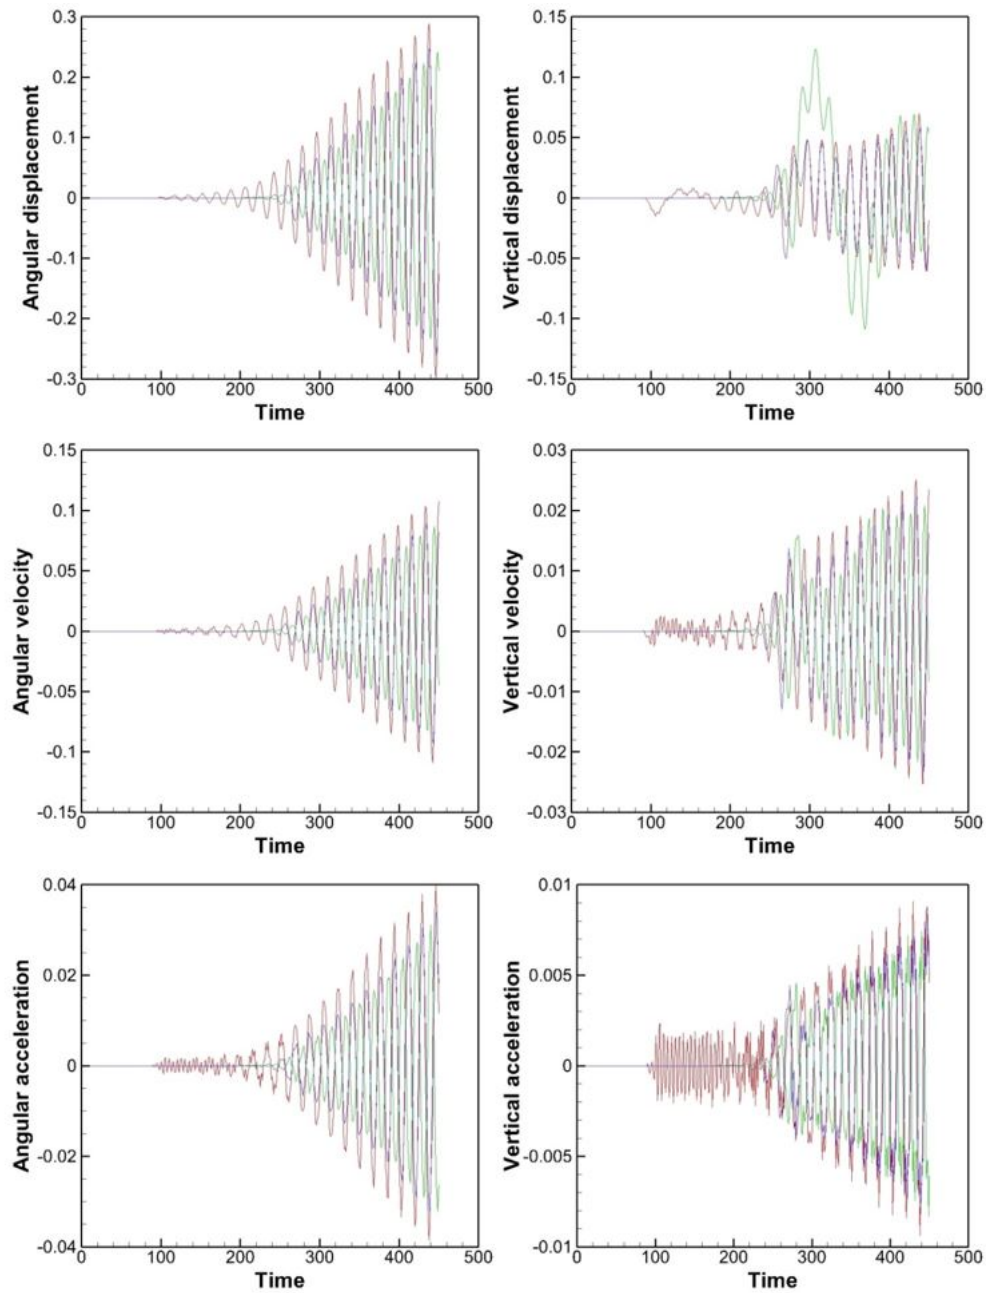 0.3
0.2
0.1
0
-0.1
-0.2
-0.3
0 100 200 300 400 500
Angular displacement
Time
0.15
0.1
0.05
0
-0.05
-0.1
-0.15
0 100 200 300 400 500
Vertical displacement
Time
0.15
0.1
0.05
0
-0.05
-0.1
-0.15
0 100 200 300 400 500
Angular velocity
Time
0.03
0.02
0.01
0
-0.01
-0.02
-0.03
0 100 200 300 400 500
Vertical velocity
Time
0.04
0.02
0
-0.02
-0.04
0 100 200 300 400 500
Angular acceleration
Time
0.01
0.005
0
-0.005
-0.01
0 100 200 300 400 500
Vertical acceleration
Time